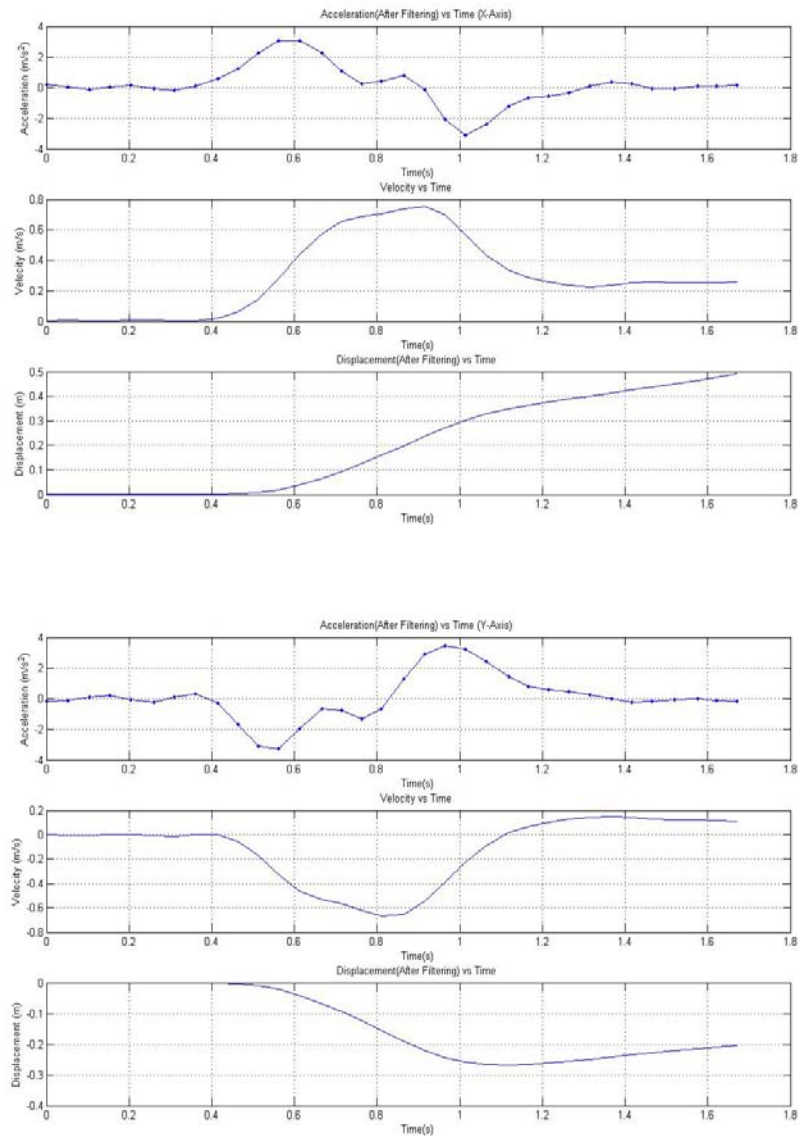 Acceleration(After Filtering) vs Time (X-Axis)
Acceleration (m/s²)
4
2
0
-2
-4
0 0.2 0.4 0.6 0.8 1 1.2 1.4 1.6 1.8
Time(s)
Velocity vs Time
Velocity (m/s)
0.8
0.6
0.4
0.2
0
0 0.2 0.4 0.6 0.8 1 1.2 1.4 1.6 1.8
Time(s)
Displacement(After Filtering) vs Time
Displacement (m)
0.5
0.4
0.3
0.2
0.1
0
0 0.2 0.4 0.6 0.8 1 1.2 1.4 1.6 1.8
Time(s)
Acceleration(After Filtering) vs Time (Y-Axis)
Acceleration (m/s²)
4
2
0
-2
-4
0 0.2 0.4 0.6 0.8 1 1.2 1.4 1.6 1.8
Time(s)
Velocity vs Time
Velocity (m/s)
0.2
0
-0.2
-0.4
-0.6
-0.8
0 0.2 0.4 0.6 0.8 1 1.2 1.4 1.6 1.8
Time(s)
Displacement(After Filtering) vs Time
Displacement (m)
0
-0.1
-0.2
-0.3
-0.4
0 0.2 0.4 0.6 0.8 1 1.2 1.4 1.6 1.8
Time(s)